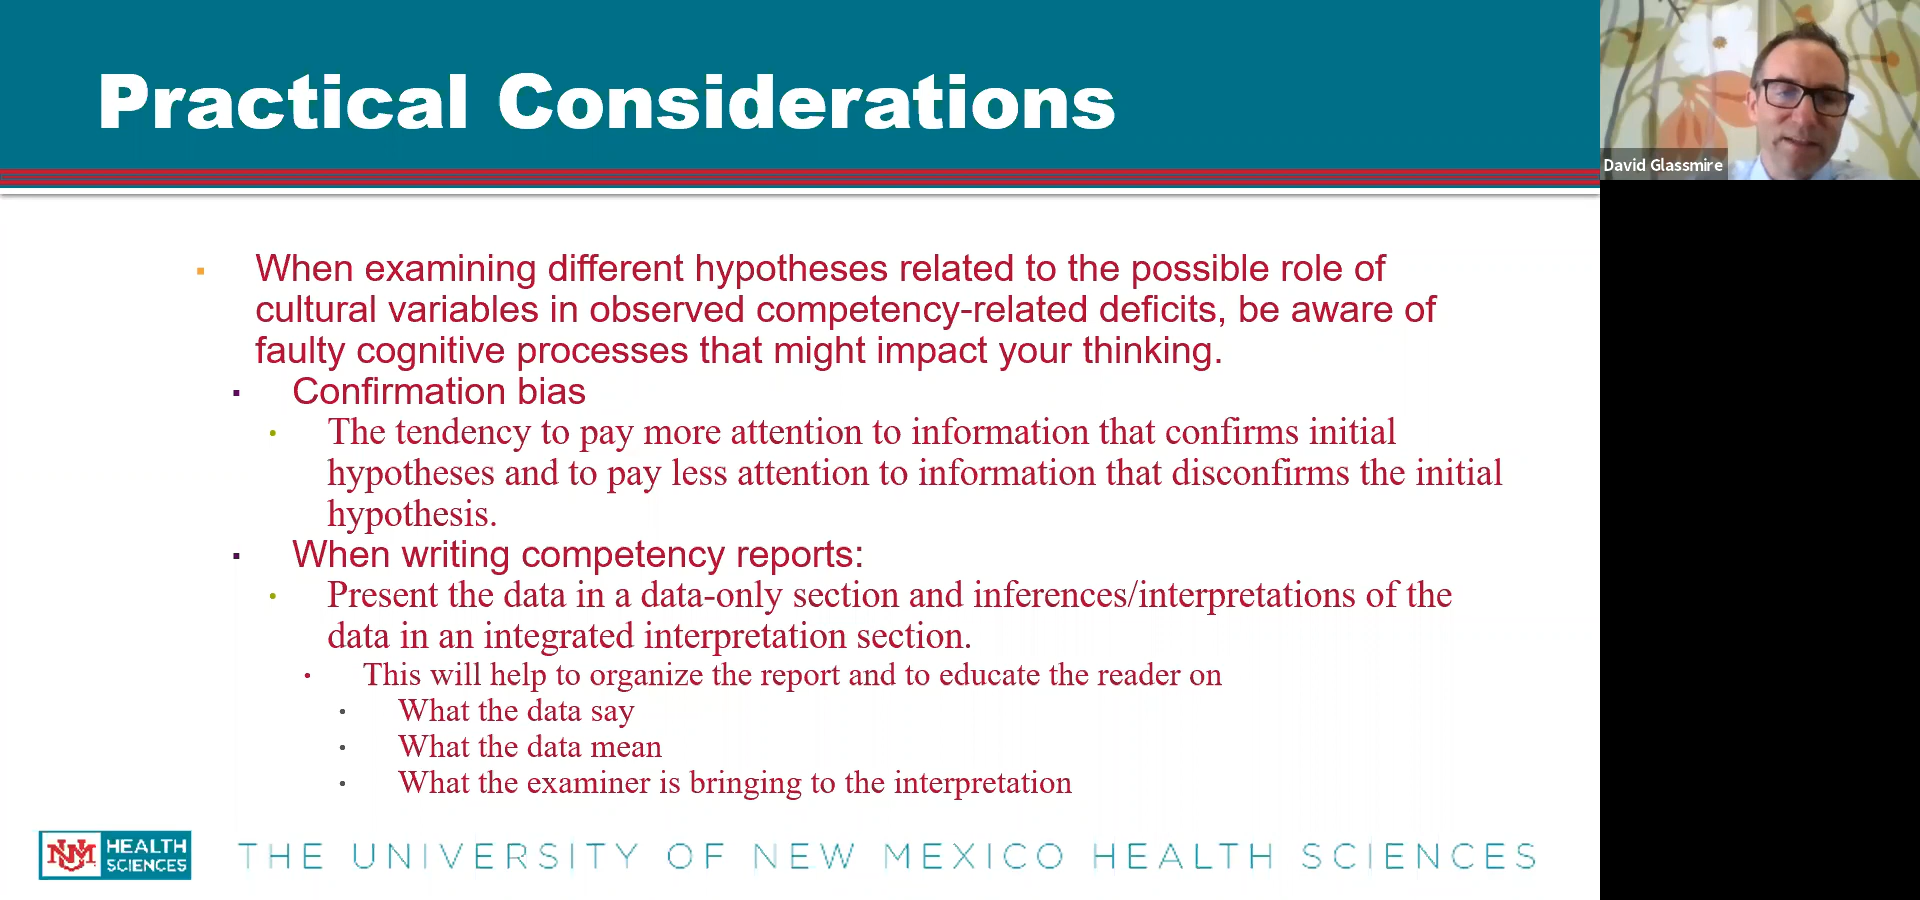 Practical Considerations
David Glassmire
When examining different hypotheses related to the possible role of
cultural variables in observed competency-related deficits, be aware of
faulty cognitive processes that might impact your thinking.
Confirmation bias
The tendency to pay more attention to information that confirms initial
hypotheses and to pay less attention to information that disconfirms the initial
hypothesis.
When writing competency reports:
Present the data in a data-only section and inferences/interpretations of the
data in an integrated interpretation section.
This will help to organize the report and to educate the reader on
What the data say
What the data mean
What the examiner is bringing to the interpretation
NM HEALTH
SCIENCES
THE UNIVERSITY OF NEW MEXICO HEALTH SCIENCES